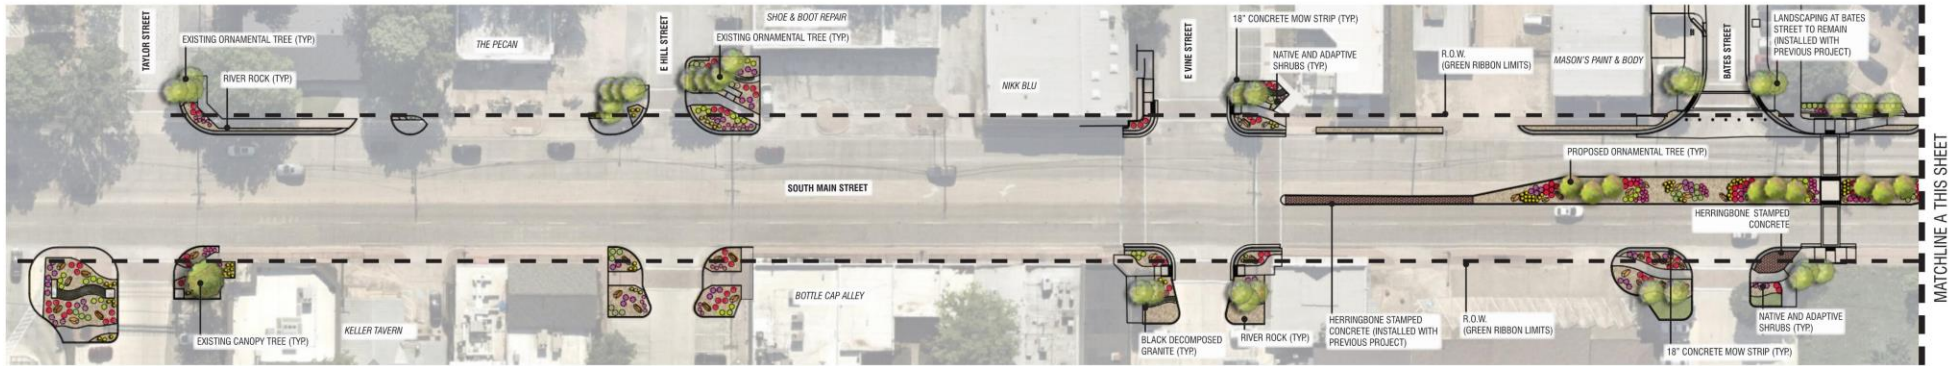 TAYLOR STREET
EXISTING ORNAMENTAL TREE (TYP.)
RIVER ROCK (TYP.)
THE PECAN
E HILL STREET
SHOE & BOOT REPAIR
EXISTING ORNAMENTAL TREE (TYP.)
NIKK BLU
E VINE STREET
18" CONCRETE MOW STRIP (TYP.)
NATIVE AND ADAPTIVE
SHRUBS (TYP.)
R.O.W.
(GREEN RIBBON LIMITS)
MASON'S PAINT & BODY
BATES STREET
LANDSCAPING AT BATES
STREET TO REMAIN
(INSTALLED WITH
PREVIOUS PROJECT)
PROPOSED ORNAMENTAL TREE (TYP.)
SOUTH MAIN STREET
HERRINGBONE STAMPED
CONCRETE
MATCHLINE A THIS SHEET
EXISTING CANOPY TREE (TYP.)
KELLER TAVERN
BOTTLE CAP ALLEY
BLACK DECOMPOSED
GRANITE (TYP.)
RIVER ROCK (TYP.)
HERRINGBONE STAMPED
CONCRETE (INSTALLED WITH
PREVIOUS PROJECT)
R.O.W.
(GREEN RIBBON LIMITS)
18" CONCRETE MOW STRIP (TYP.)
NATIVE AND ADAPTIVE
SHRUBS (TYP.)